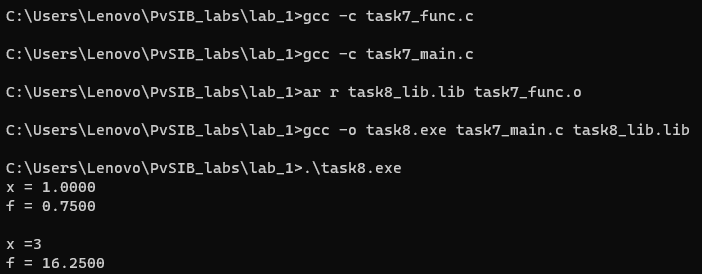 C:\Users\Lenovo\PvSIB_labs\lab_1>gcc -c task7_func.c
C:\Users\Lenovo\PvSIB_labs\lab_1>gcc -c task7_main.c
C:\Users\Lenovo\PvSIB_labs\lab_1>ar r task8_lib.lib task7_func.o
C:\Users\Lenovo\PvSIB_labs\lab_1>gcc -o task8.exe task7_main.c task8_lib.lib
C:\Users\Lenovo\PvSIB_labs\lab_1>.\task8.exe
x = 1.0000
f = 0.7500
x =3
f = 16.2500